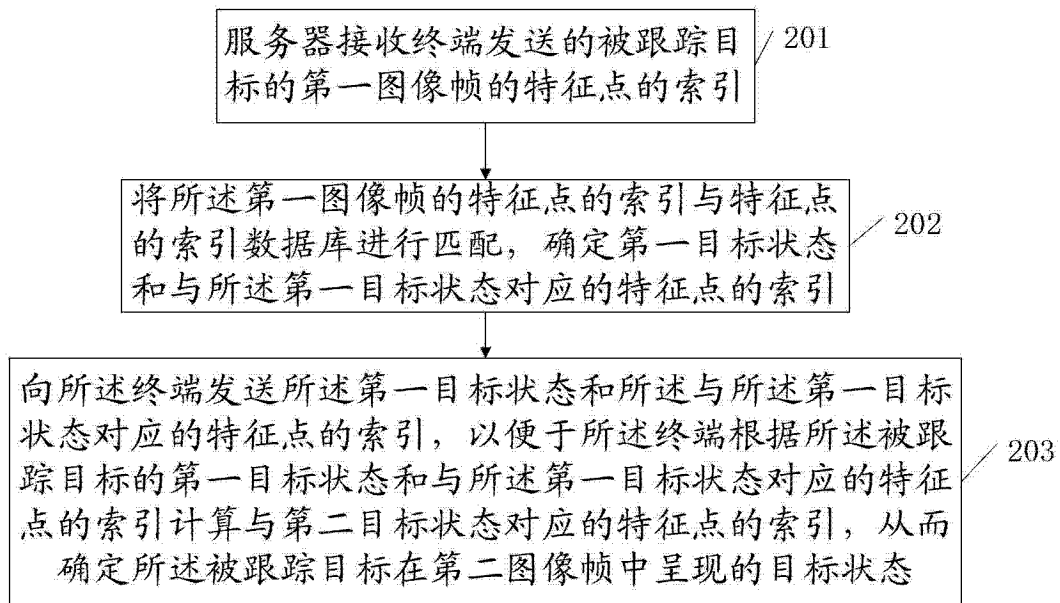 服务器接收终端发送的被跟踪目
标的第一图像帧的特征点的索引
201
将所述第一图像帧的特征点的索引与特征点
的索引数据库进行匹配，确定第一目标状态
和与所述第一目标状态对应的特征点的索引
202
向所述终端发送所述第一目标状态和所述与所述第一目标
状态对应的特征点的索引，以便于所述终端根据所述被跟
踪目标的第一目标状态和与所述第一目标状态对应的特征
点的索引计算与第二目标状态对应的特征点的索引，从而
确定所述被跟踪目标在第二图像帧中呈现的目标状态
203